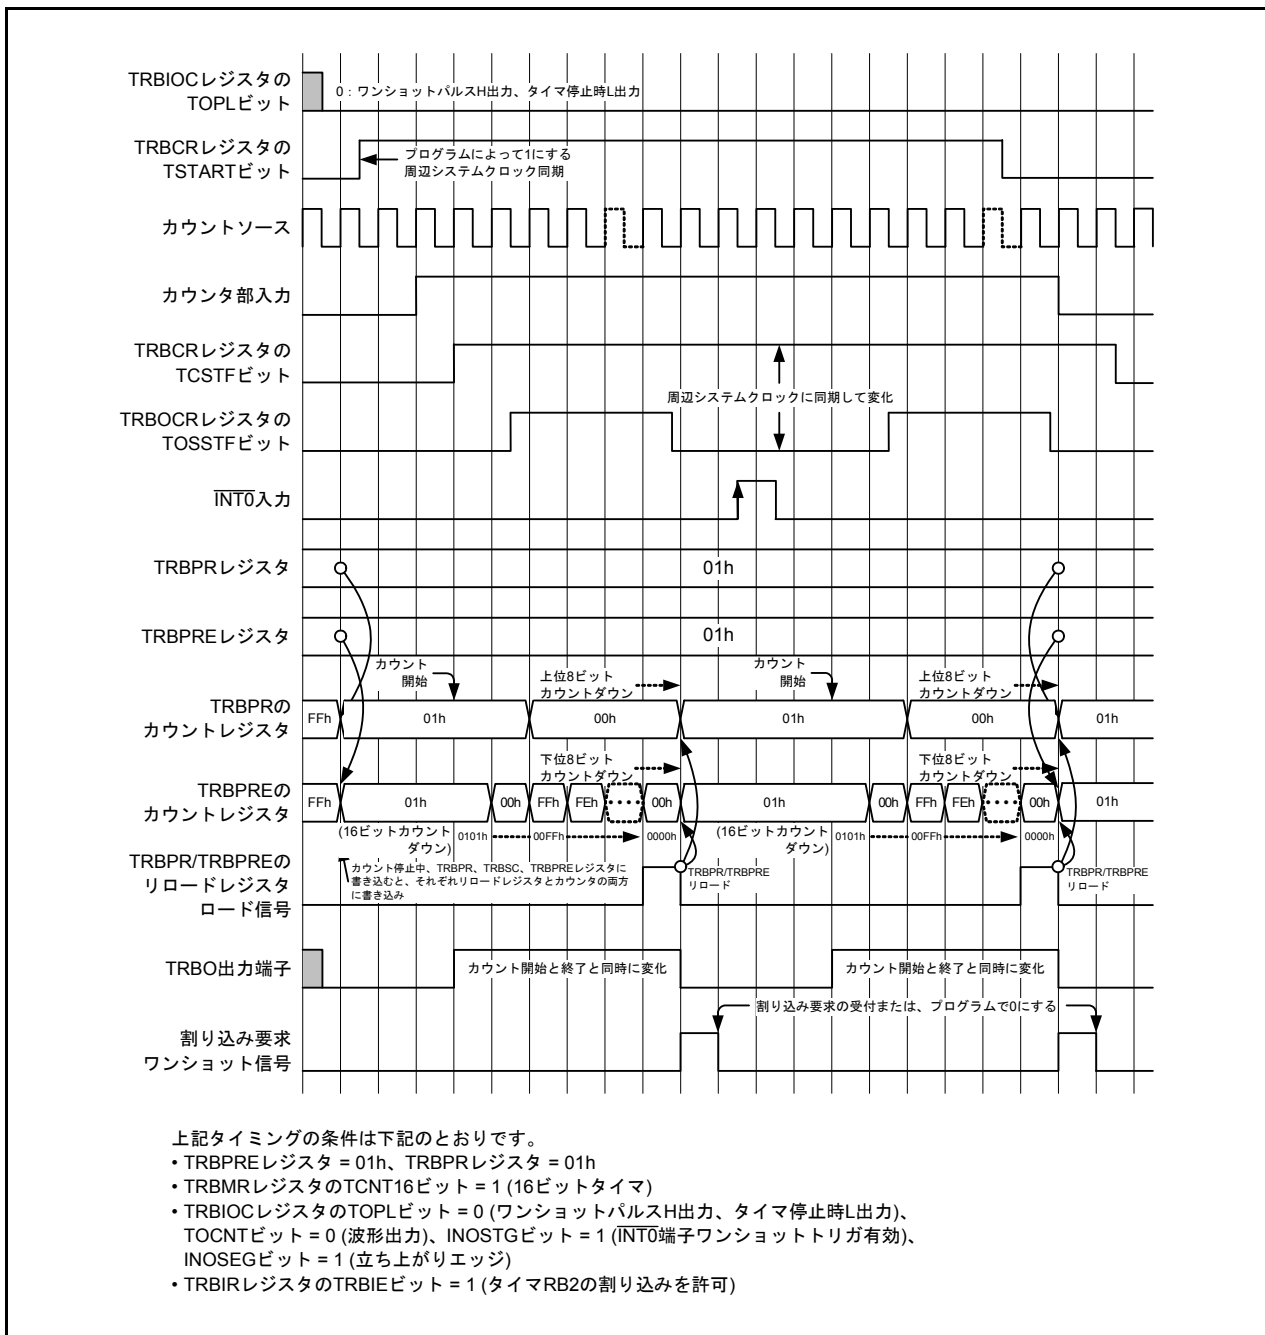 TRBIOCレジスタの
TOPLビット
0：ワンショットパルスH出力、タイマ停止時L出力
TRBCRレジスタの
TSTARTビット
プログラムによって1にする
周辺システムクロック同期
カウントソース
カウンタ部入力
TRBCRレジスタの
TCSTFビット
周辺システムクロックに同期して変化
TRBOCRレジスタの
TOSSTFビット
INT0入力
TRBPRレジスタ
01h
TRBPREレジスタ
01h
カウント
開始
上位8ビット
カウントダウン
カウント
開始
上位8ビット
カウントダウン
TRBPRの
カウントレジスタ
FFh 01h 00h 01h 00h 01h
下位8ビット
カウントダウン
下位8ビット
カウントダウン
TRBPREの
カウントレジスタ
FFh 01h 00h FFh FEh ･･･ 00h 01h 00h FFh FEh ･･･ 00h 01h
(16ビットカウント
ダウン)
0101h 00FFh 0000h
(16ビットカウント
ダウン)
0101h 00FFh 0000h
TRBPR/TRBPREの
リロードレジスタ
ロード信号
カウント停止中、TRBPR、TRBSC、TRBPREレジスタに
書き込むと、それぞれリロードレジスタとカウンタの両方
に書き込み
TRBPR/TRBPRE
リロード
TRBPR/TRBPRE
リロード
TRBO出力端子
カウント開始と終了と同時に変化
カウント開始と終了と同時に変化
割り込み要求
ワンショット信号
割り込み要求の受付または、プログラムで0にする
上記タイミングの条件は下記のとおりです。
• TRBPREレジスタ = 01h、TRBPRレジスタ = 01h
• TRBMRレジスタのTCNT16ビット = 1 (16ビットタイマ)
• TRBIOCレジスタのTOPLビット = 0 (ワンショットパルスH出力、タイマ停止時L出力)、
TOCNTビット = 0 (波形出力)、INOSTGビット = 1 (INT0端子ワンショットトリガ有効)、
INOSEGビット = 1 (立ち上がりエッジ)
• TRBIRレジスタのTRBIEビット = 1 (タイマRB2の割り込みを許可)